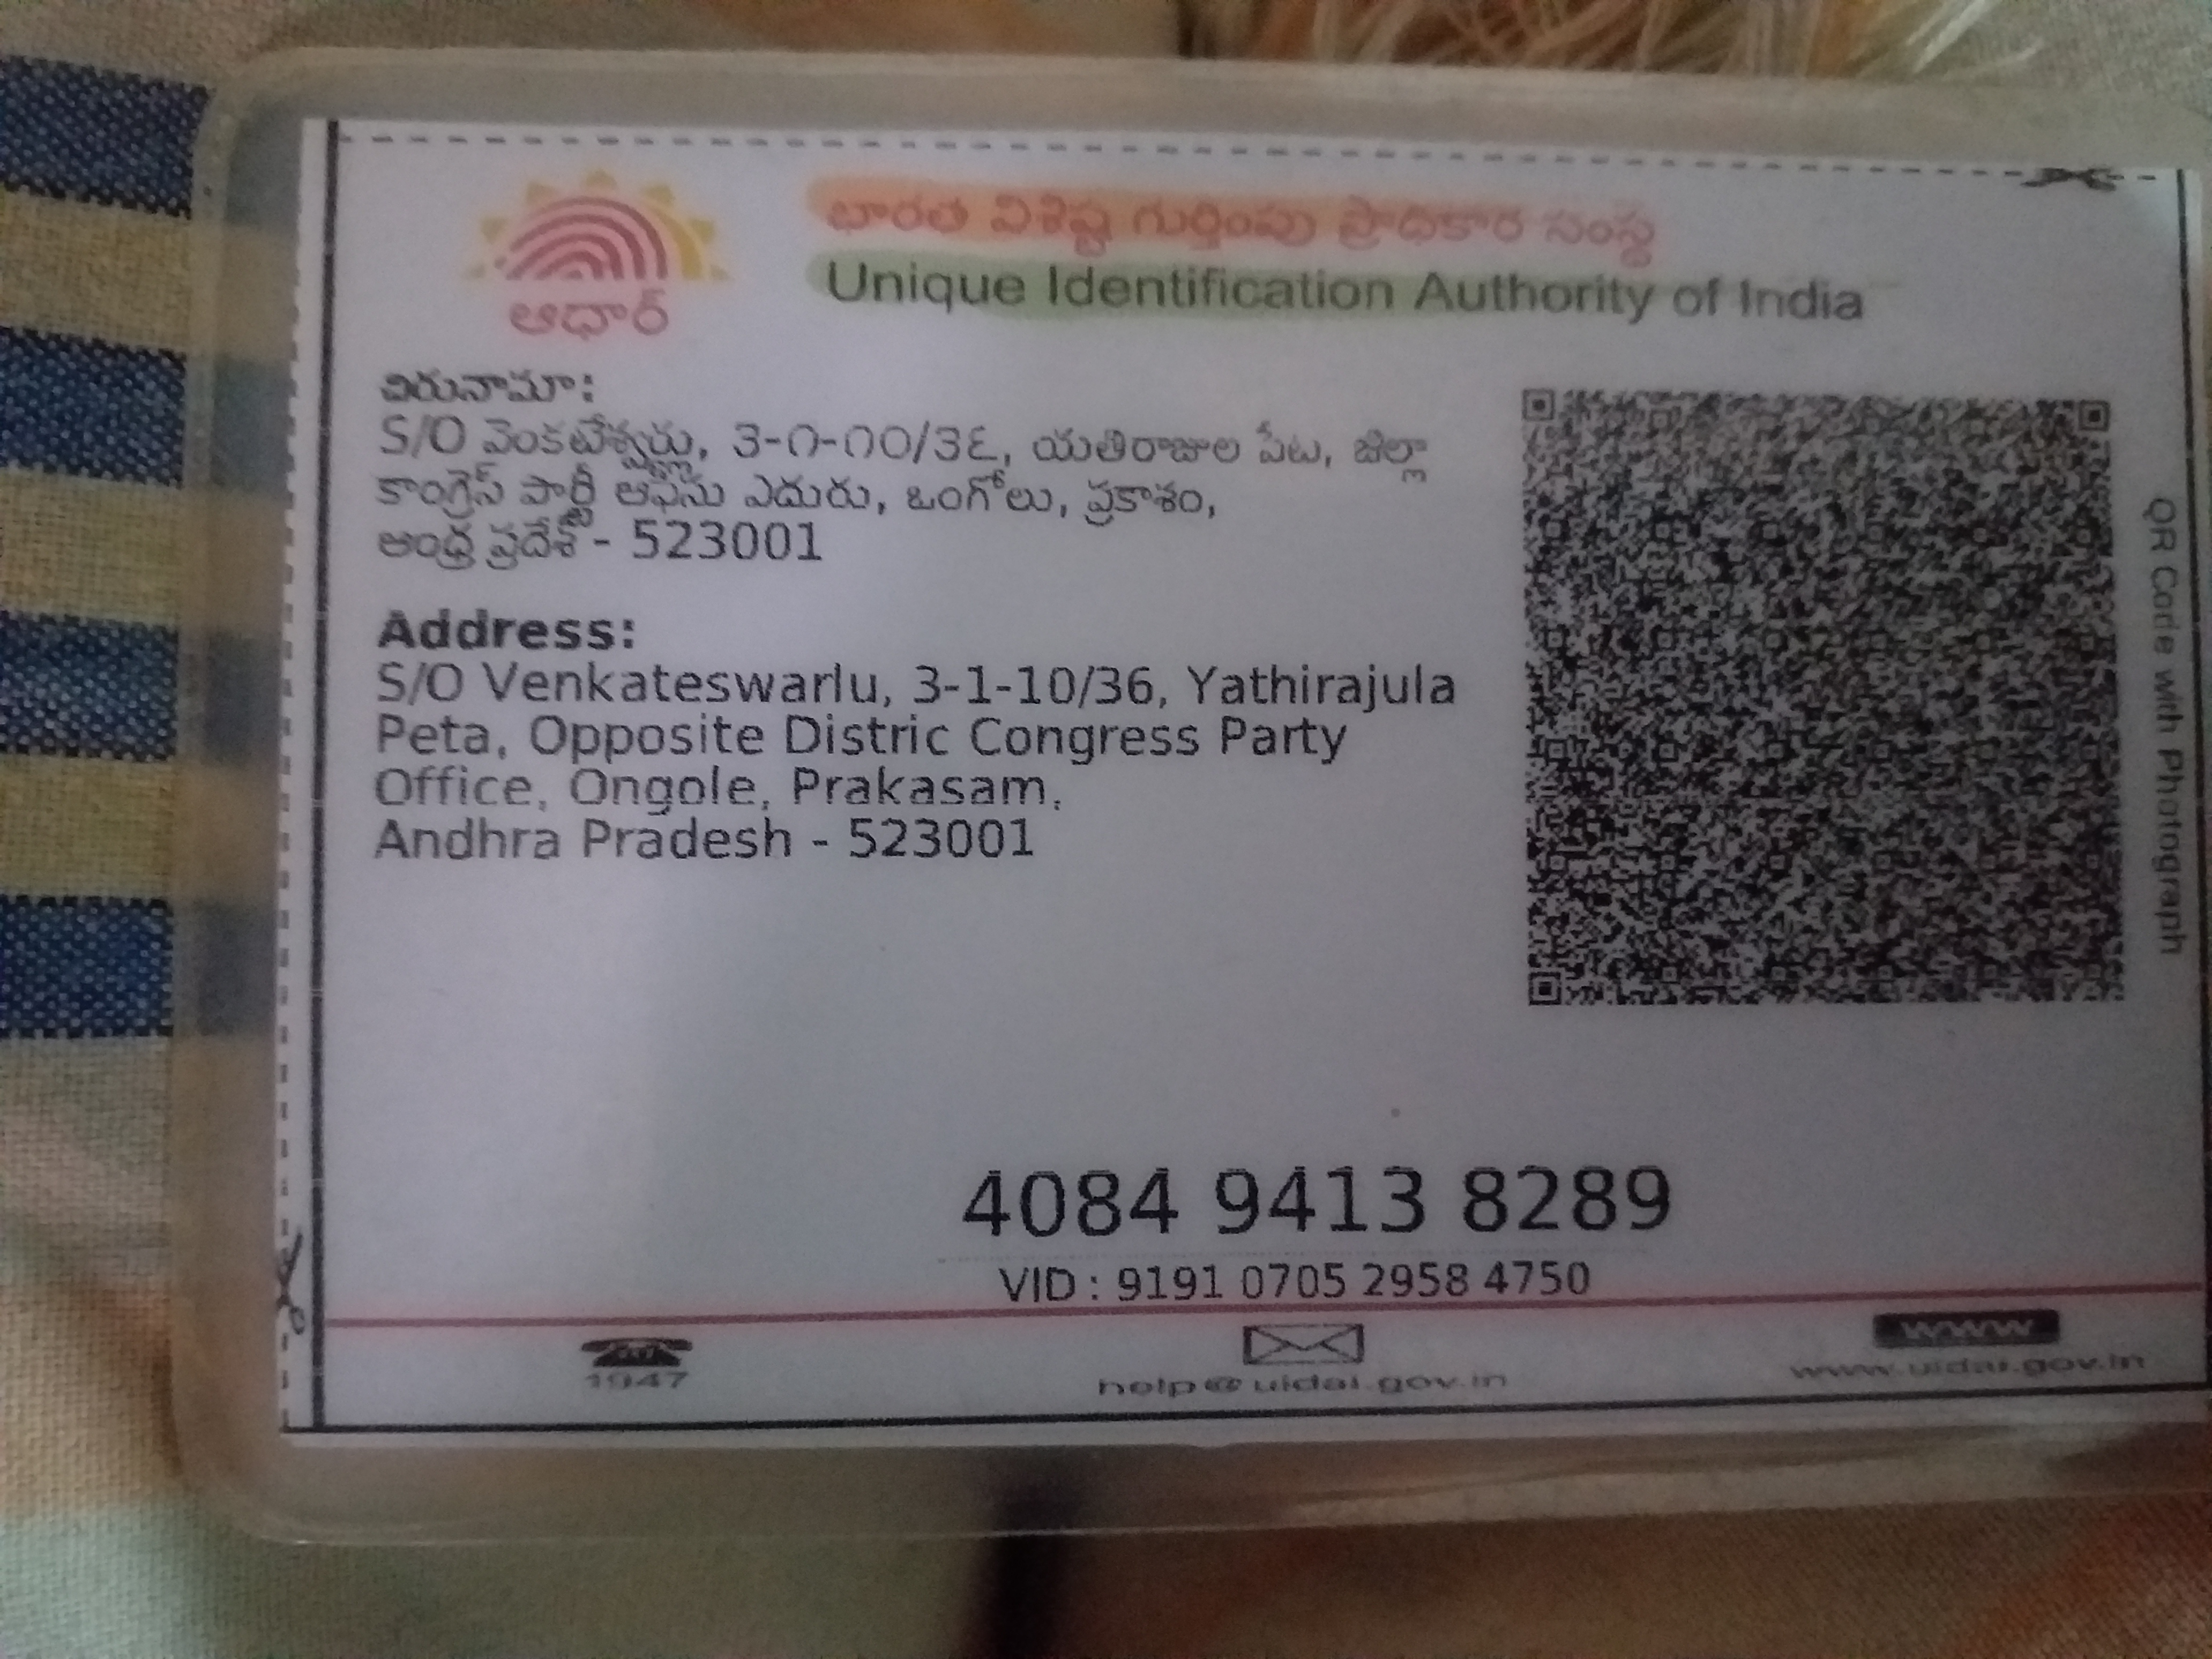 ఆధార్
భారత విశిష్ట గుర్తింపు ప్రాధికార సంస్థ
Unique Identification Authority of India
చిరునామా:
S/O వెంకటేశ్వర్లు, 3-౧-౧౦/3౬, యతిరాజుల పేట, జిల్లా
కాంగ్రెస్ పార్టీ ఆఫీసు ఎదురు, ఒంగోలు, ప్రకాశం,
ఆంధ్ర ప్రదేశ్ - 523001
Address:
S/O Venkateswarlu, 3-1-10/36, Yathirajula
Peta, Opposite Distric Congress Party
Office, Ongole, Prakasam,
Andhra Pradesh - 523001
QR Code with Photograph
4084 9413 8289
VID : 9191 0705 2958 4750
1947
help@uidai.gov.in
www
www.uidai.gov.in